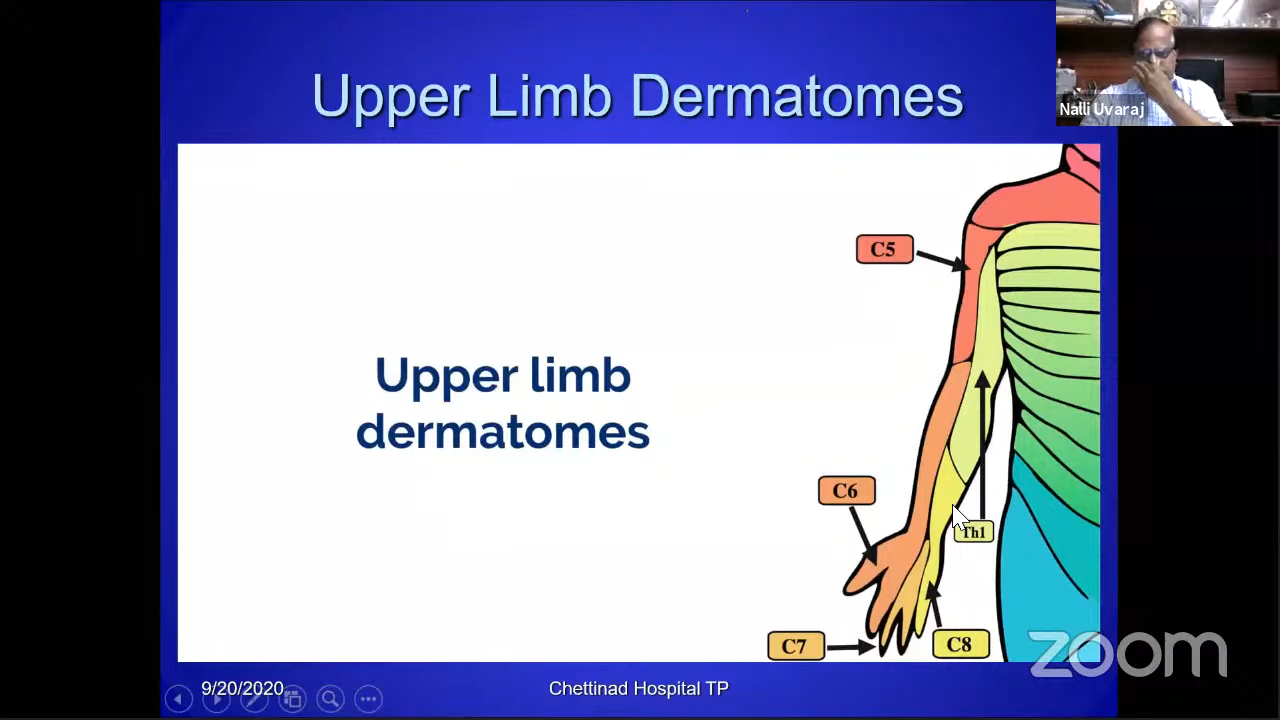 Upper Limb Dermatomes
Nalli Uvaraj
C5
Upper limb
dermatomes
C6
Th1
C7
C8
zoom
9/20/2020
Chettinad Hospital TP